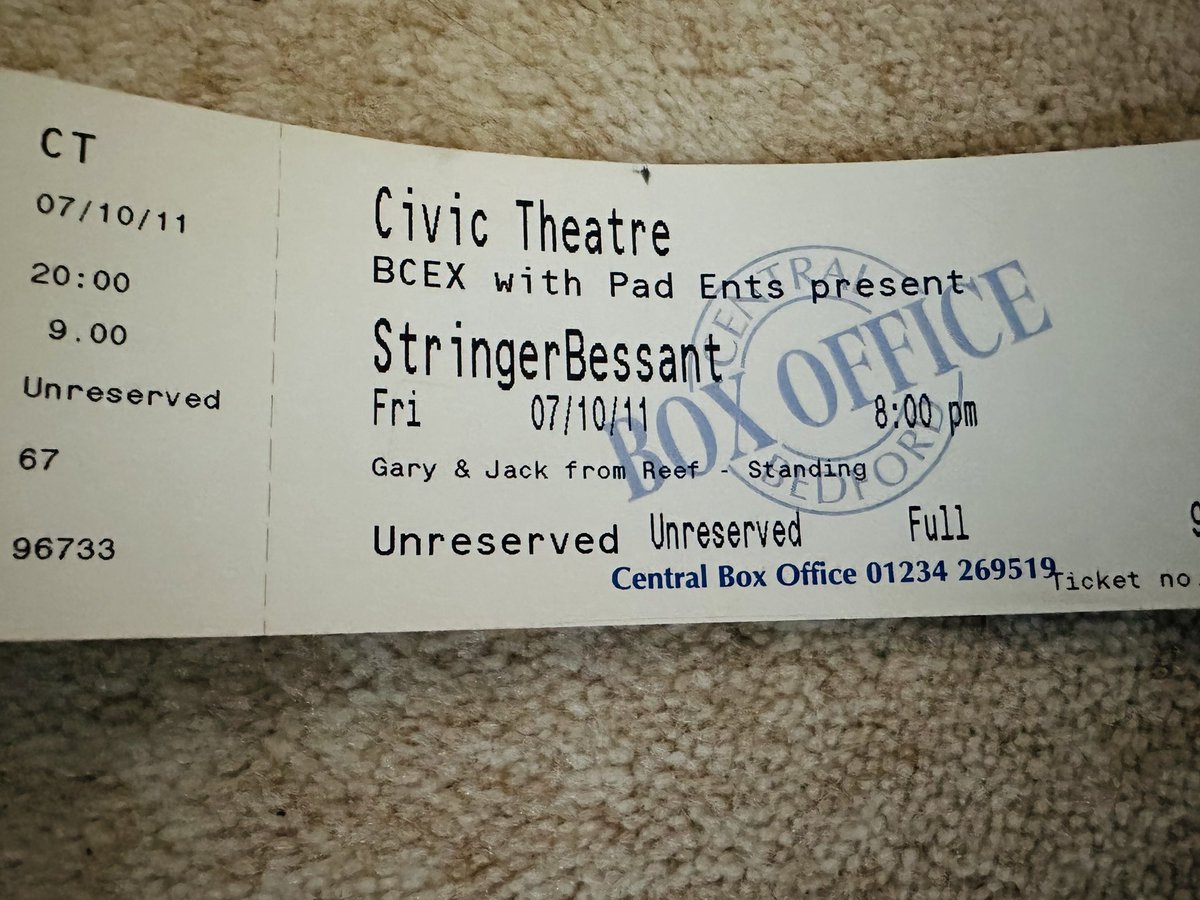 CT
07/10/11
20:00
9.00
Unreserved
67
96733
Civic Theatre
BCEX with Pad Ents present
StringerBessant
Fri 07/10/11 8:00 pm
Gary & Jack from Reef - Standing
Unreserved Unreserved Full
Central Box Office 01234 269519
Ticket no.
CENTRAL
BOX OFFICE
BEDFORD